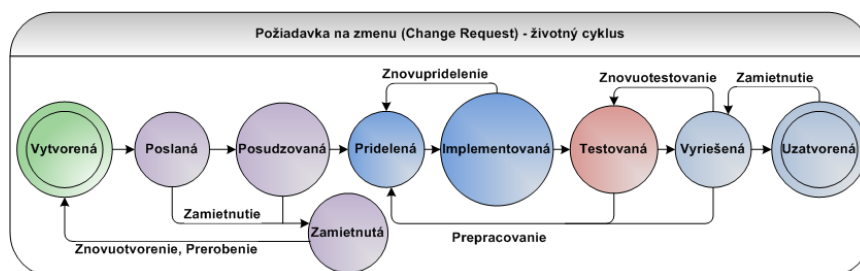 Požiadavka na zmenu (Change Request) - životný cyklus
Znovupridelenie
Znovuotestovanie
Zamietnutie
Vytvorená
Poslaná
Posudzovaná
Pridelená
Implementovaná
Testovaná
Vyriešená
Uzatvorená
Zamietnutie
Zamietnutá
Prepracovanie
Znovuotvorenie, Prerobenie